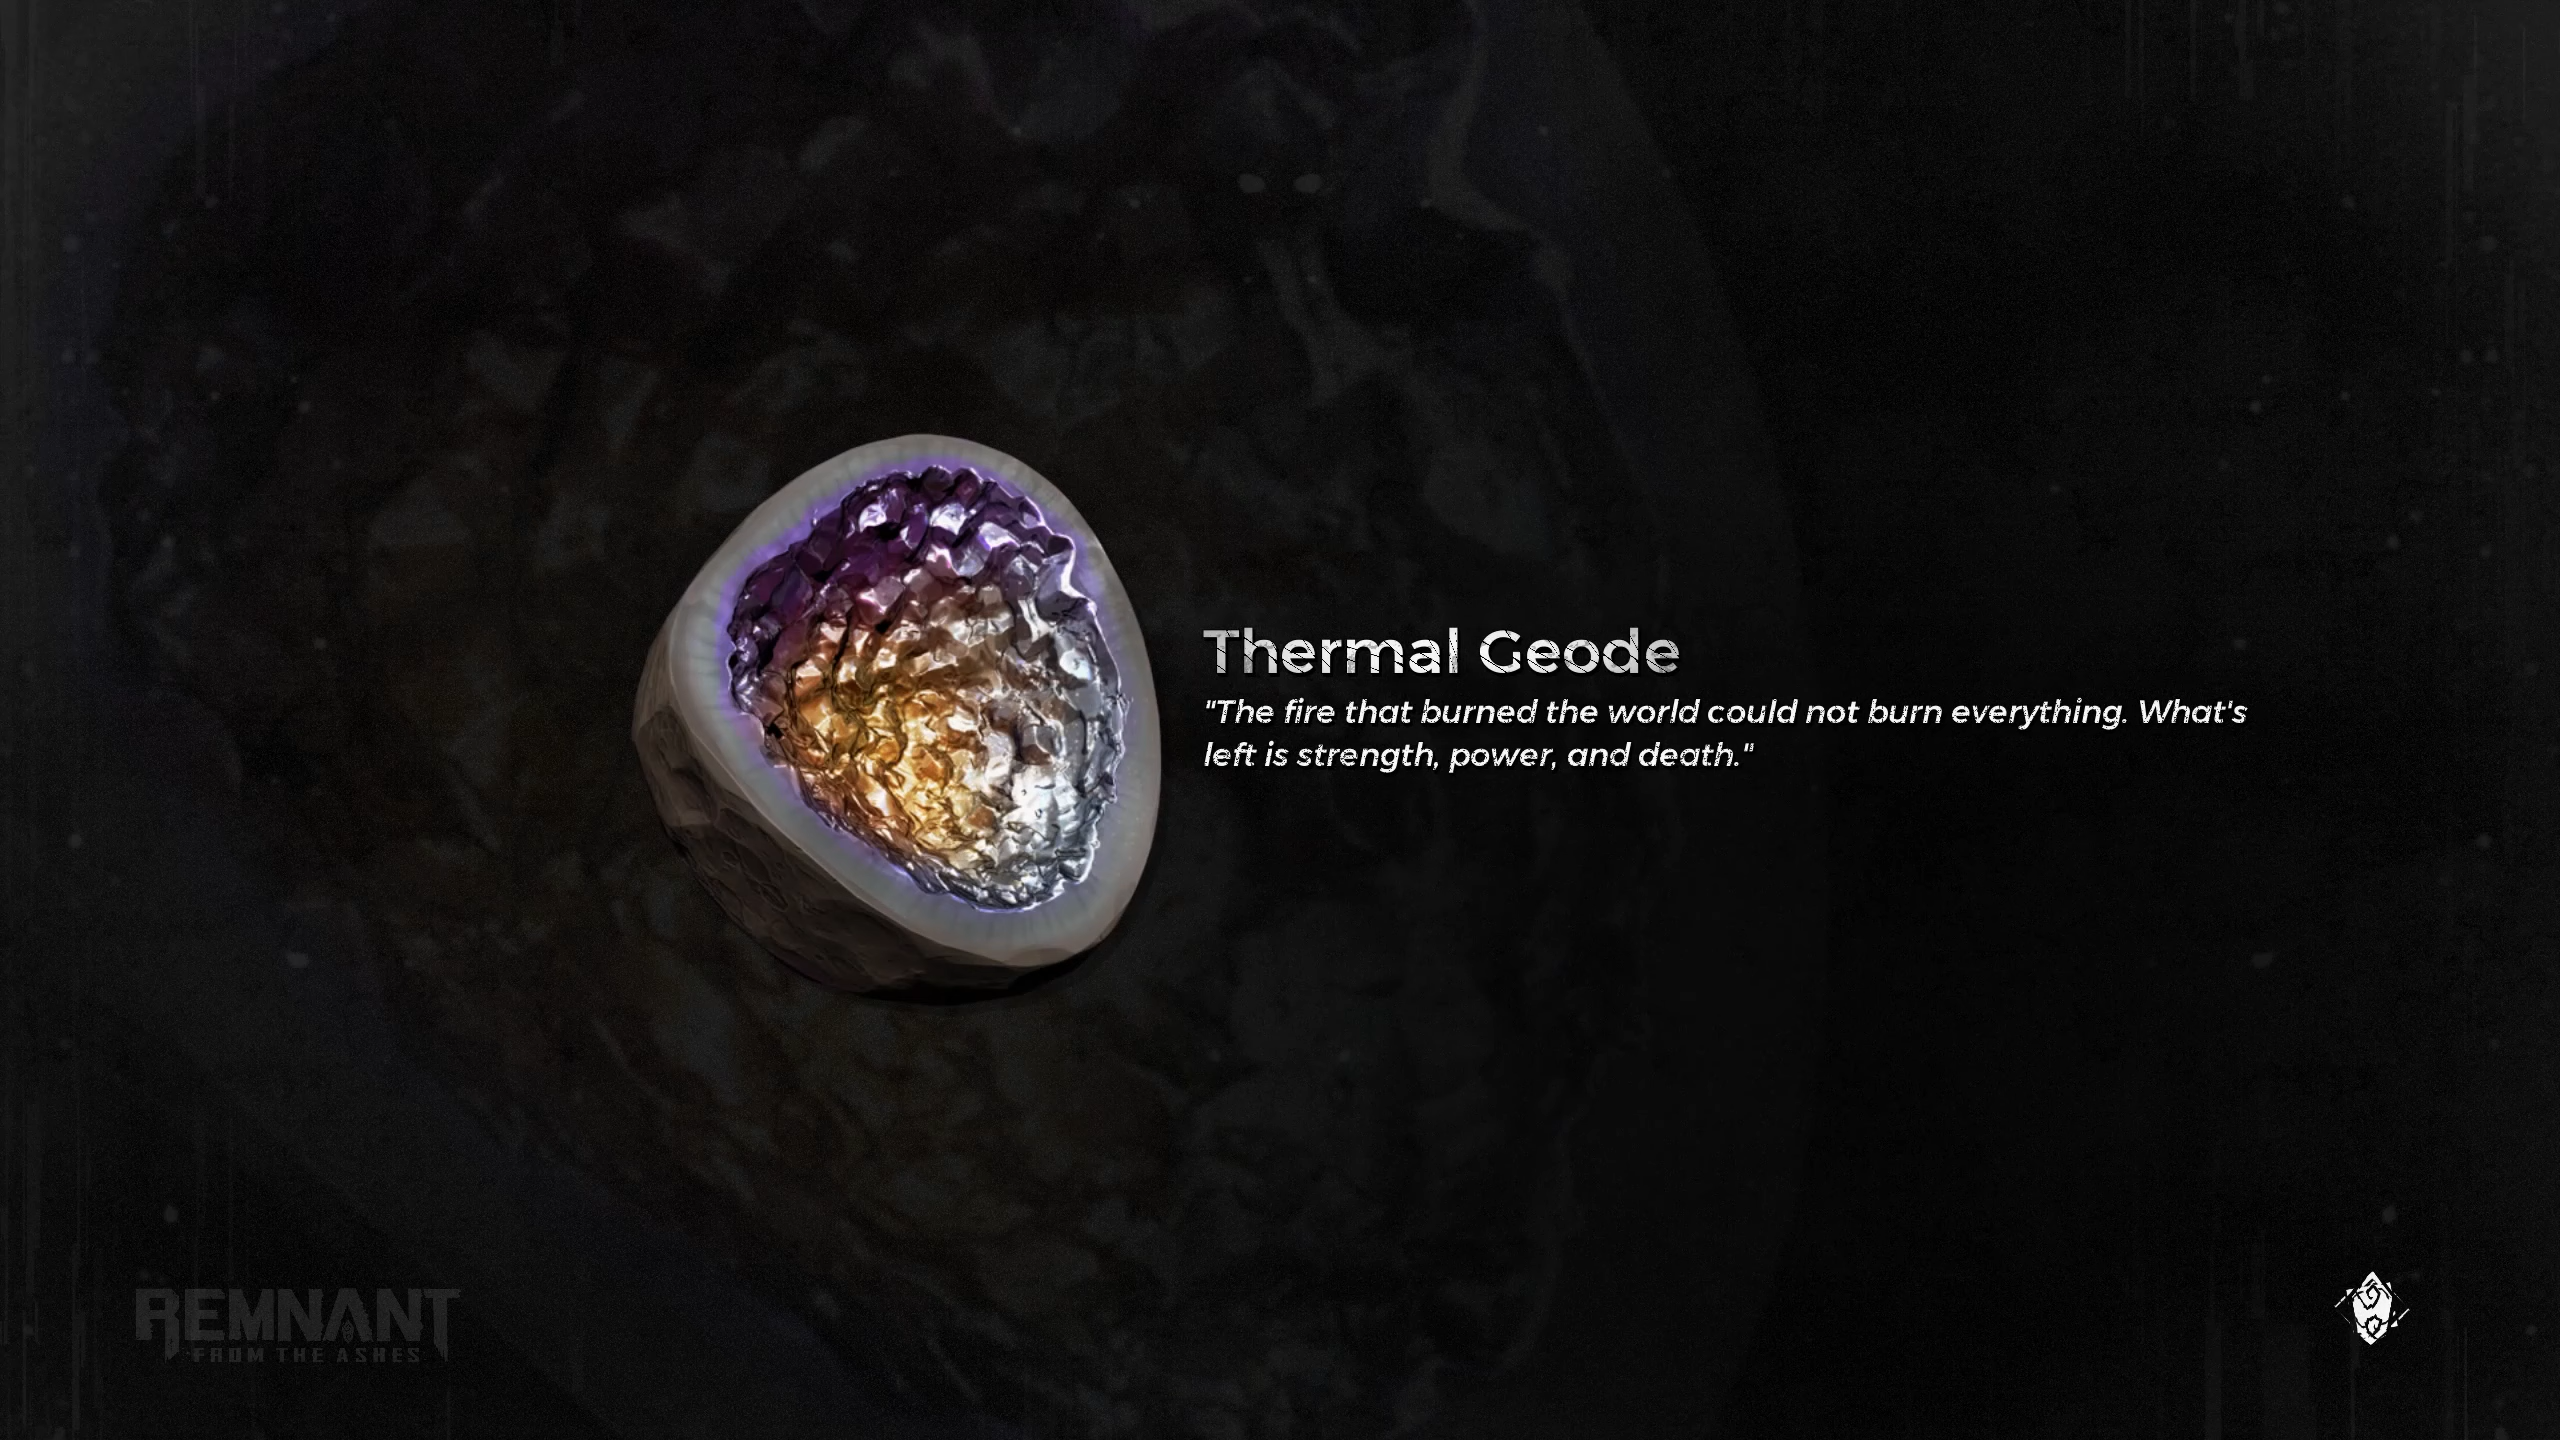 Thermal Geode
"The fire that burned the world could not burn everything. What's
left is strength, power, and death."
REMNANT
FROM THE ASHES